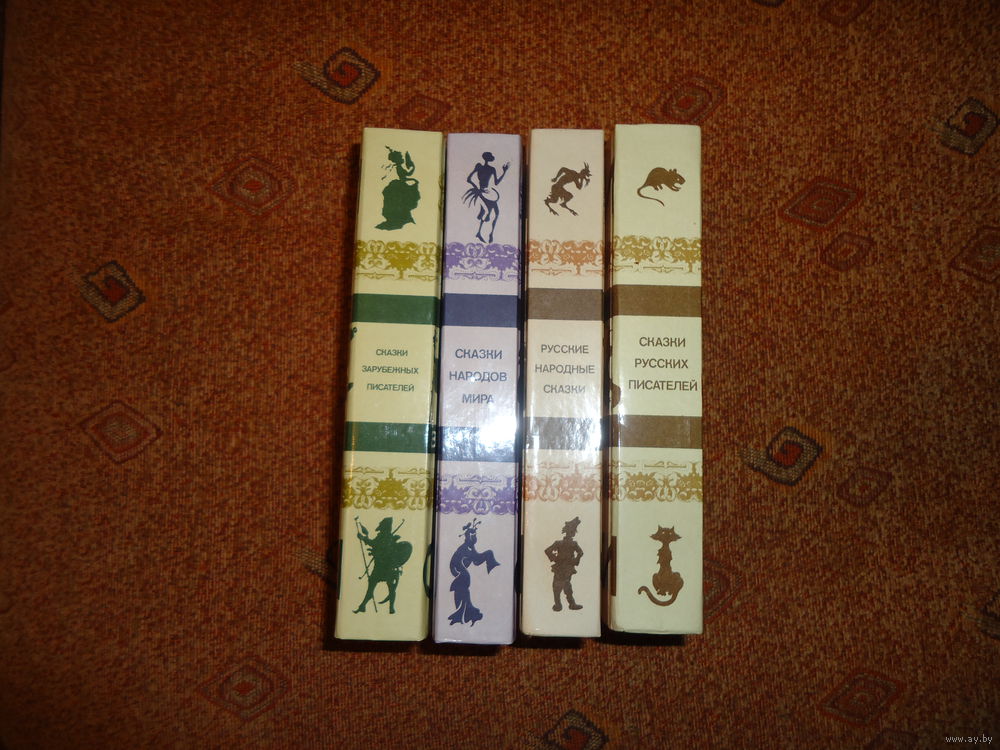 СКАЗКИ
ЗАРУБЕЖНЫХ
ПИСАТЕЛЕЙ
СКАЗКИ
НАРОДОВ
МИРА
РУССКИЕ
НАРОДНЫЕ
СКАЗКИ
СКАЗКИ
РУССКИХ
ПИСАТЕЛЕЙ
www.ay.by